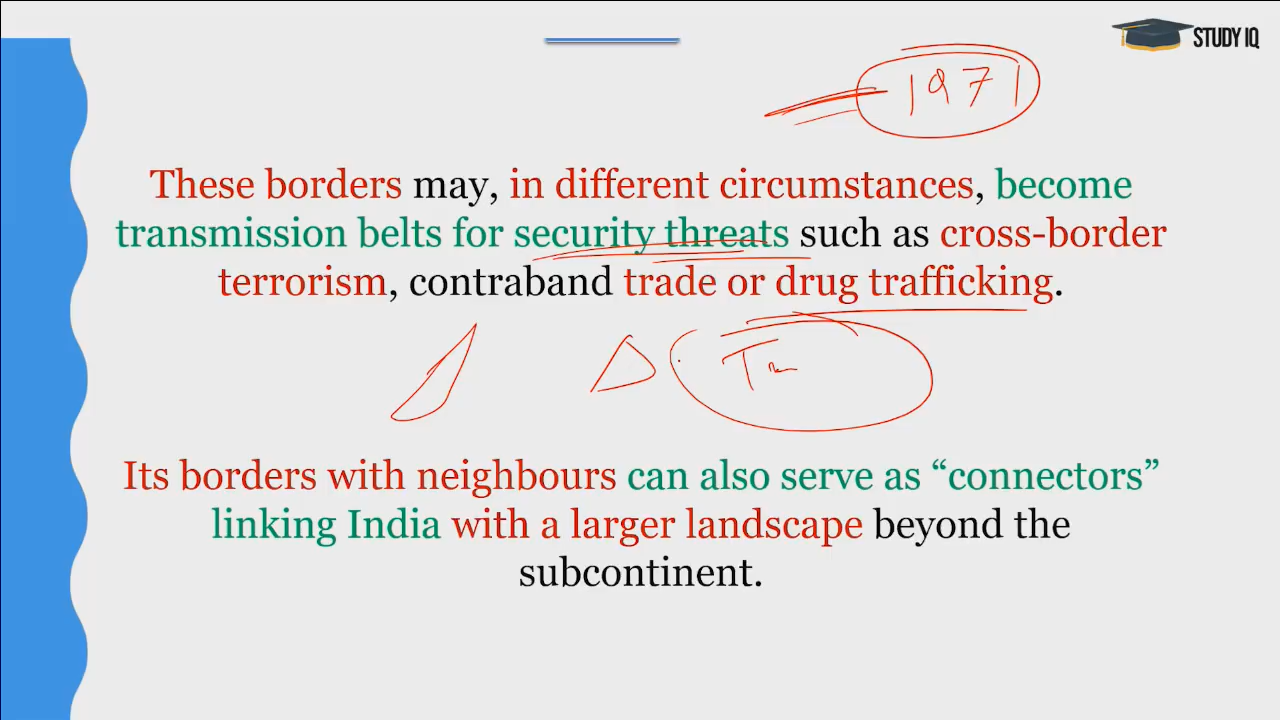 STUDY IQ
1971
These borders may, in different circumstances, become
transmission belts for security threats such as cross-border
terrorism, contraband trade or drug trafficking.
Its borders with neighbours can also serve as “connectors”
linking India with a larger landscape beyond the
subcontinent.